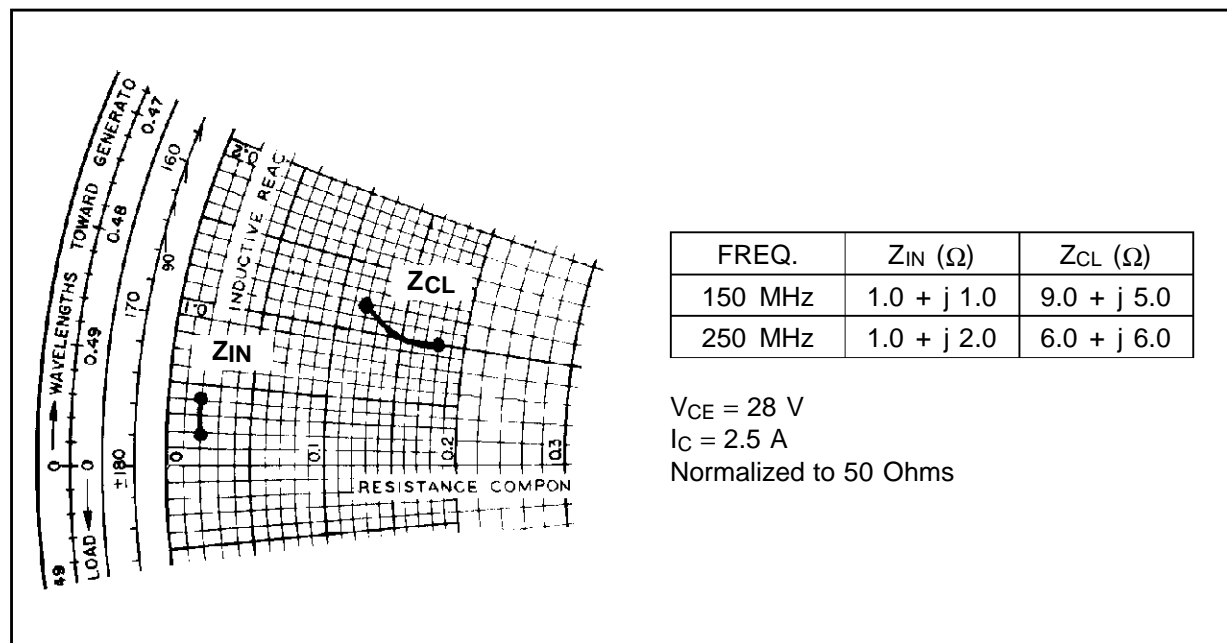 WAVELENGTHS TOWARD GENERATO
0 0.49 0.48 0.47
49
0
LOAD
±180 170 160
90
INDUCTIVE REAC
0.1
0
0.1
0.2
0.3
RESISTANCE COMPON
ZCL
ZIN
FREQ. ZIN (Ω) ZCL (Ω)
150 MHz 1.0 + j 1.0 9.0 + j 5.0
250 MHz 1.0 + j 2.0 6.0 + j 6.0
VCE = 28 V
IC = 2.5 A
Normalized to 50 Ohms